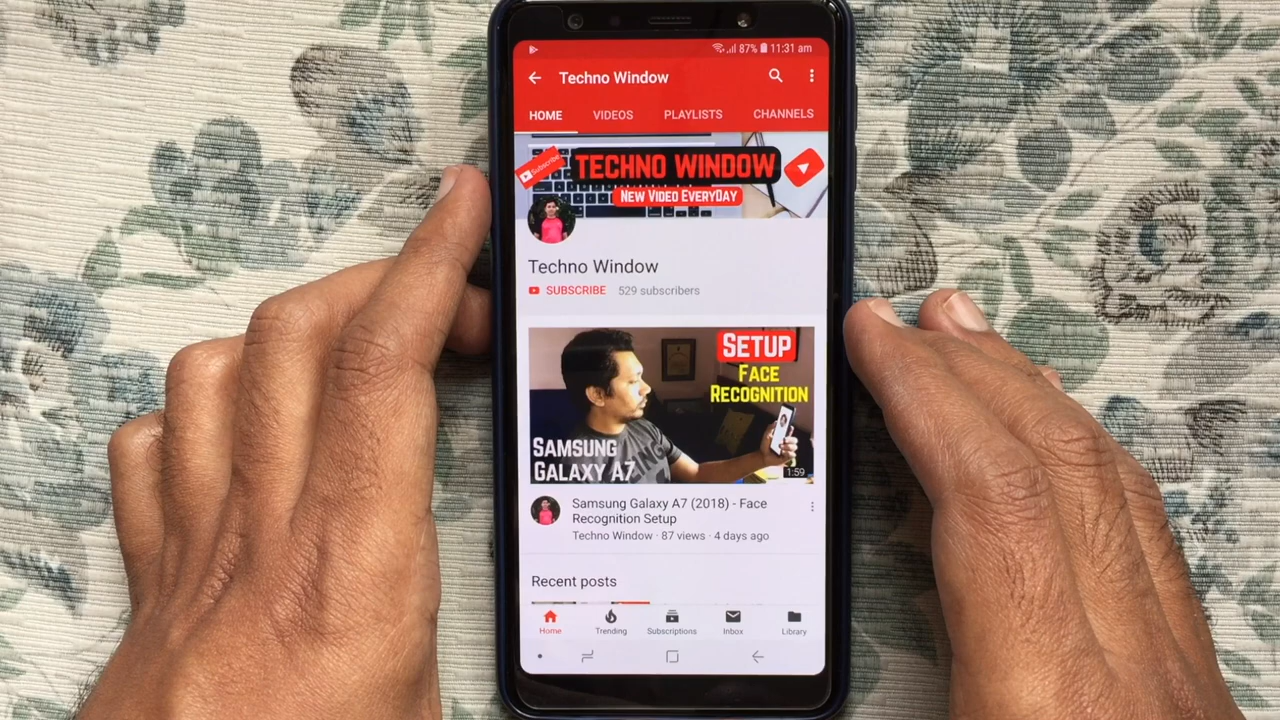 87% 11:31 am
Techno Window
HOME VIDEOS PLAYLISTS CHANNELS
Subscribe
TECHNO WINDOW
NEW VIDEO EVERYDAY
Techno Window
SUBSCRIBE 529 subscribers
SETUP
FACE
RECOGNITION
SAMSUNG
GALAXY A7
1:59
Samsung Galaxy A7 (2018) - Face
Recognition Setup
Techno Window · 87 views · 4 days ago
Recent posts
Home Trending Subscriptions Inbox Library